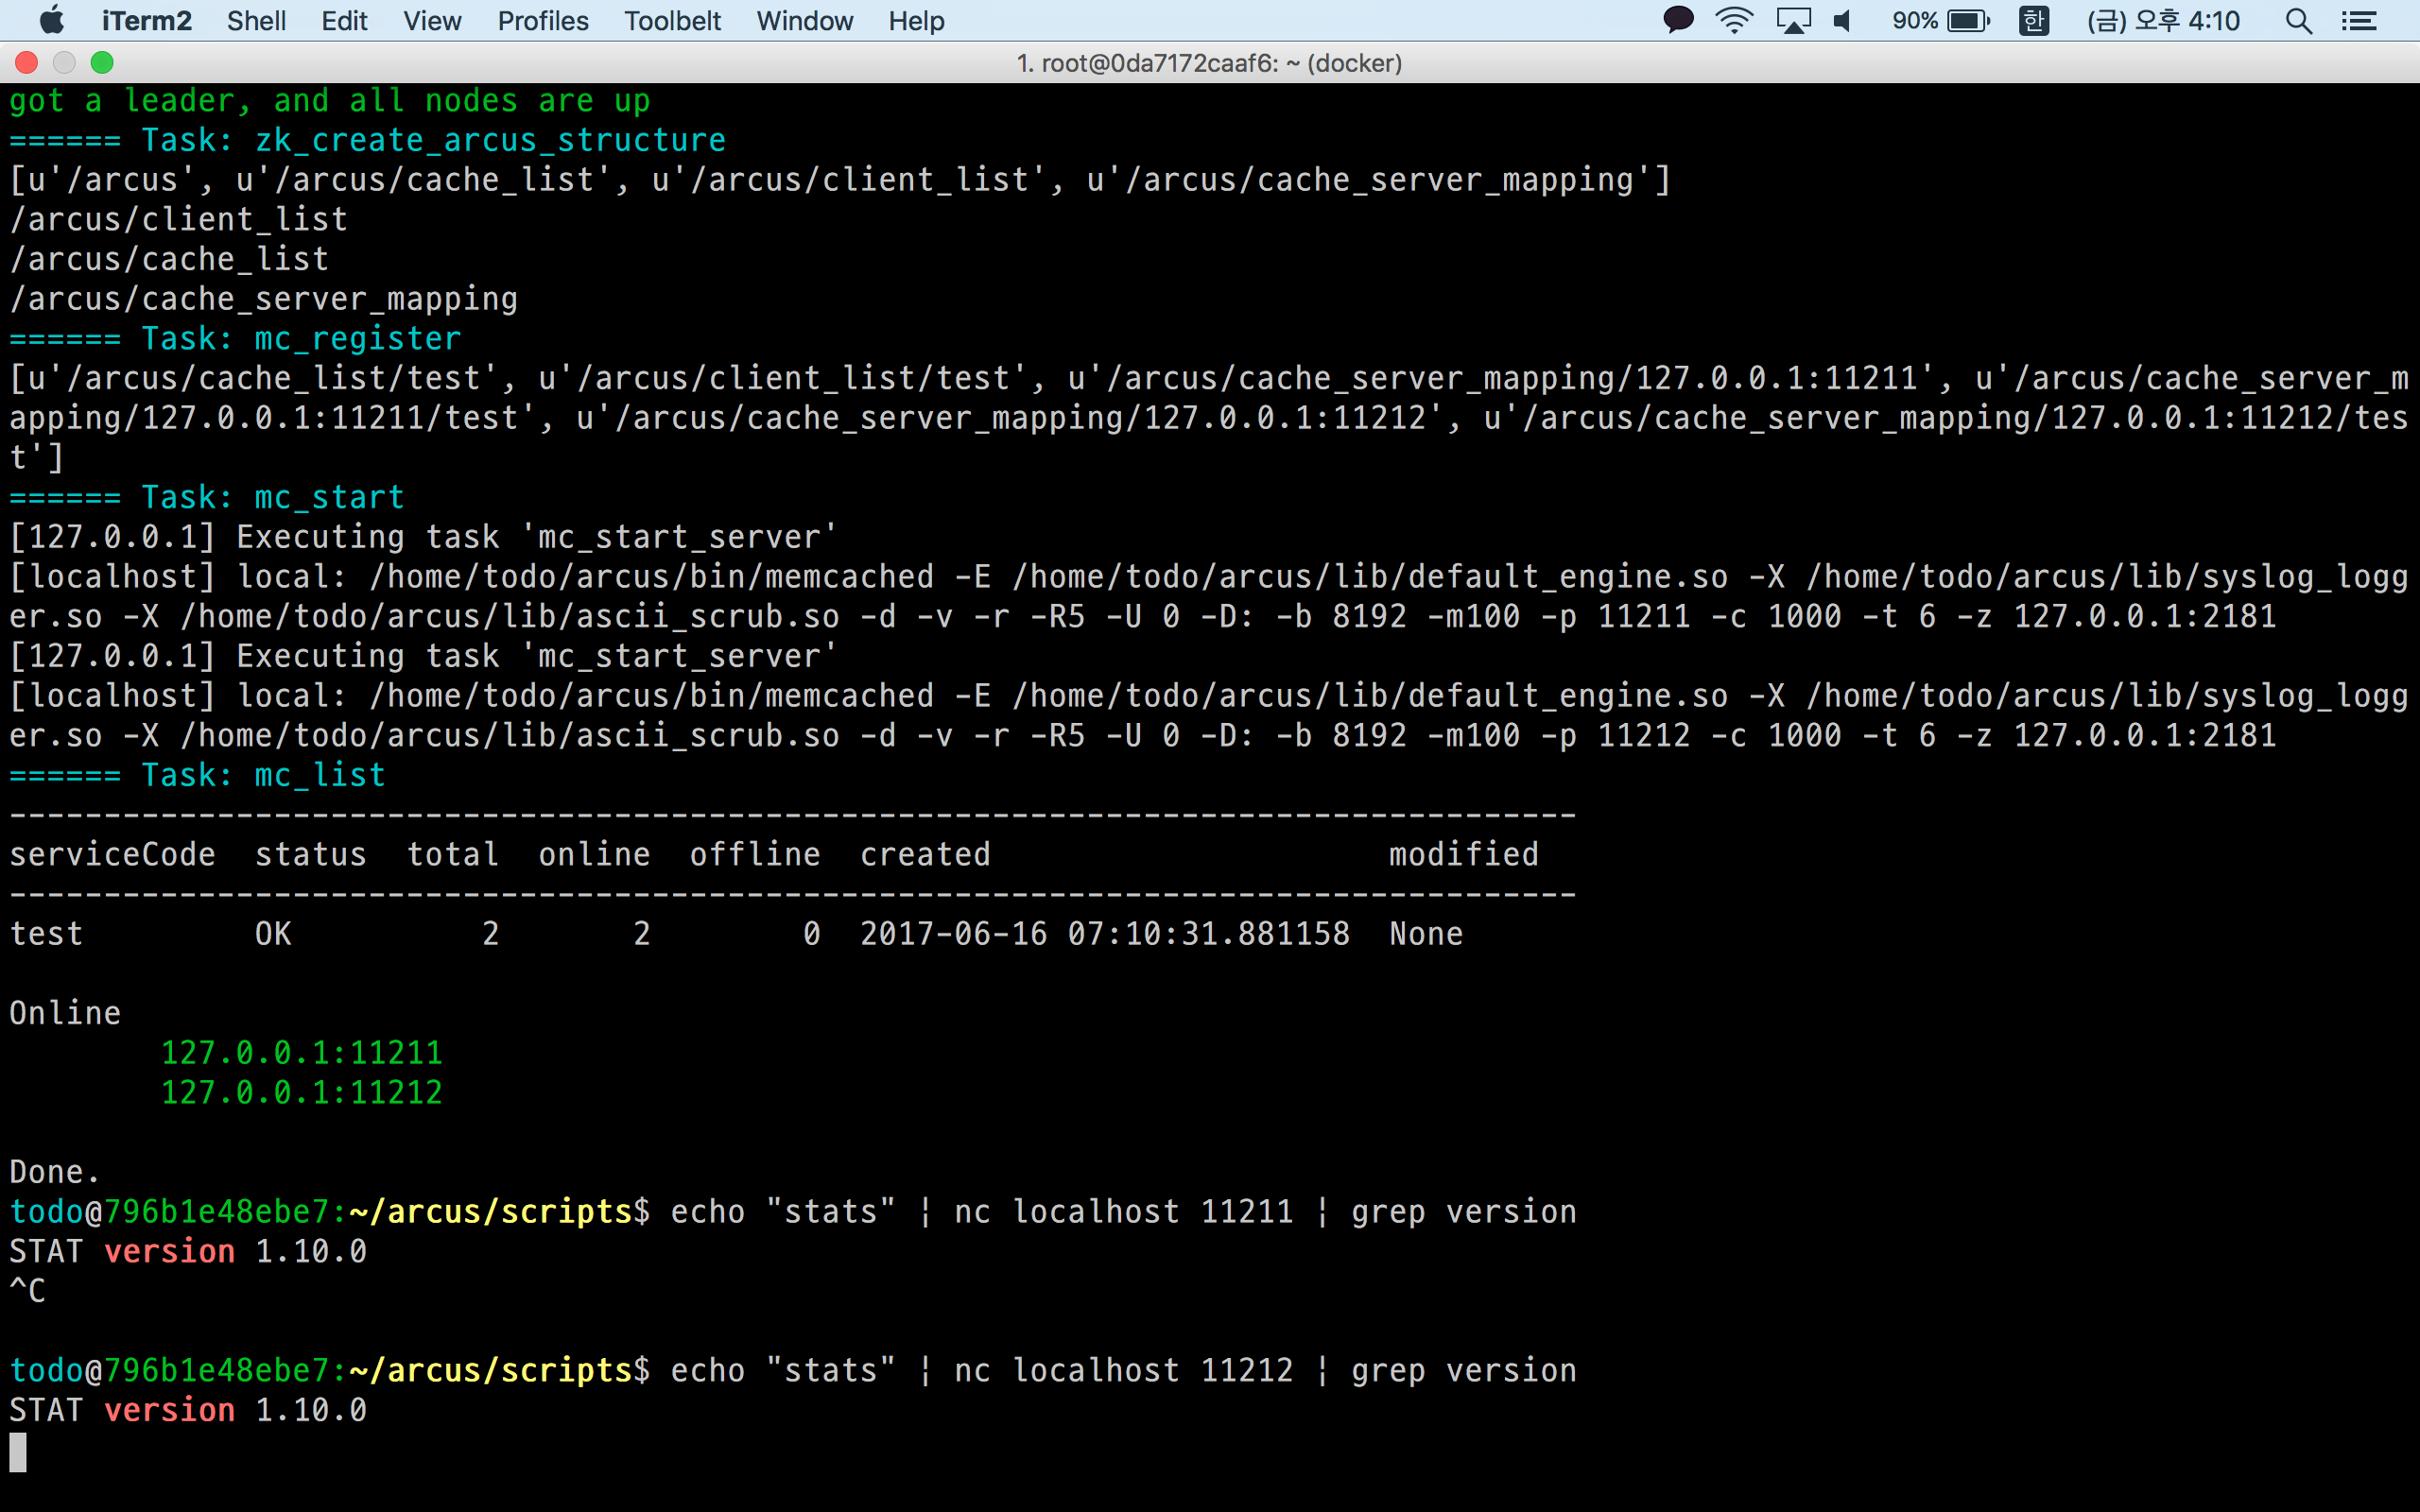 iTerm2 Shell Edit View Profiles Toolbelt Window Help 90% 한 (금) 오후 4:10
1. root@0da7172caaf6: ~ (docker)
got a leader, and all nodes are up
====== Task: zk_create_arcus_structure
[u'/arcus', u'/arcus/cache_list', u'/arcus/client_list', u'/arcus/cache_server_mapping']
/arcus/client_list
/arcus/cache_list
/arcus/cache_server_mapping
====== Task: mc_register
[u'/arcus/cache_list/test', u'/arcus/client_list/test', u'/arcus/cache_server_mapping/127.0.0.1:11211', u'/arcus/cache_server_m
apping/127.0.0.1:11211/test', u'/arcus/cache_server_mapping/127.0.0.1:11212', u'/arcus/cache_server_mapping/127.0.0.1:11212/tes
t']
====== Task: mc_start
[127.0.0.1] Executing task 'mc_start_server'
[localhost] local: /home/todo/arcus/bin/memcached -E /home/todo/arcus/lib/default_engine.so -X /home/todo/arcus/lib/syslog_logg
er.so -X /home/todo/arcus/lib/ascii_scrub.so -d -v -r -R5 -U 0 -D: -b 8192 -m100 -p 11211 -c 1000 -t 6 -z 127.0.0.1:2181
[127.0.0.1] Executing task 'mc_start_server'
[localhost] local: /home/todo/arcus/bin/memcached -E /home/todo/arcus/lib/default_engine.so -X /home/todo/arcus/lib/syslog_logg
er.so -X /home/todo/arcus/lib/ascii_scrub.so -d -v -r -R5 -U 0 -D: -b 8192 -m100 -p 11212 -c 1000 -t 6 -z 127.0.0.1:2181
====== Task: mc_list
-----------------------------------------------------------------------------------
serviceCode  status  total  online  offline  created                     modified
-----------------------------------------------------------------------------------
test         OK          2       2        0  2017-06-16 07:10:31.881158  None
Online
127.0.0.1:11211
127.0.0.1:11212
Done.
todo@796b1e48ebe7:~/arcus/scripts$ echo "stats" | nc localhost 11211 | grep version
STAT version 1.10.0
^C
todo@796b1e48ebe7:~/arcus/scripts$ echo "stats" | nc localhost 11212 | grep version
STAT version 1.10.0